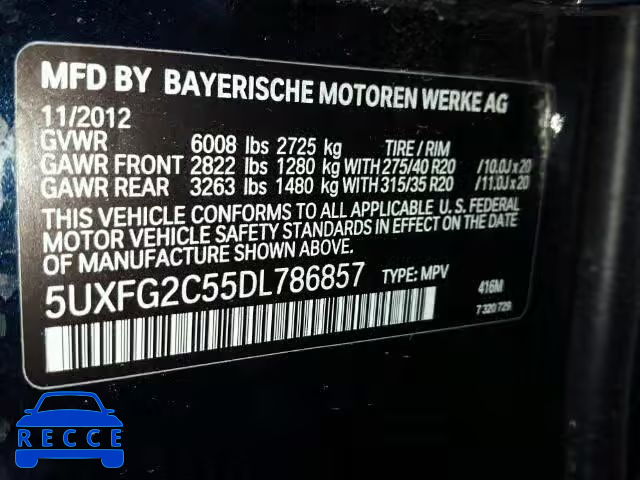 MFD BY BAYERISCHE MOTOREN WERKE AG
11/2012
GVWR 6008 lbs 2725 kg TIRE / RIM
GAWR FRONT 2822 lbs 1280 kg WITH 275/40 R20 /10.0J x 20
GAWR REAR 3263 lbs 1480 kg WITH 315/35 R20 /11.0J x 20
THIS VEHICLE CONFORMS TO ALL APPLICABLE U. S. FEDERAL
MOTOR VEHICLE SAFETY STANDARDS IN EFFECT ON THE DATE OF
MANUFACTURE SHOWN ABOVE.
5UXFG2C55DL786857 TYPE: MPV 416M
7 320 729
RECCE